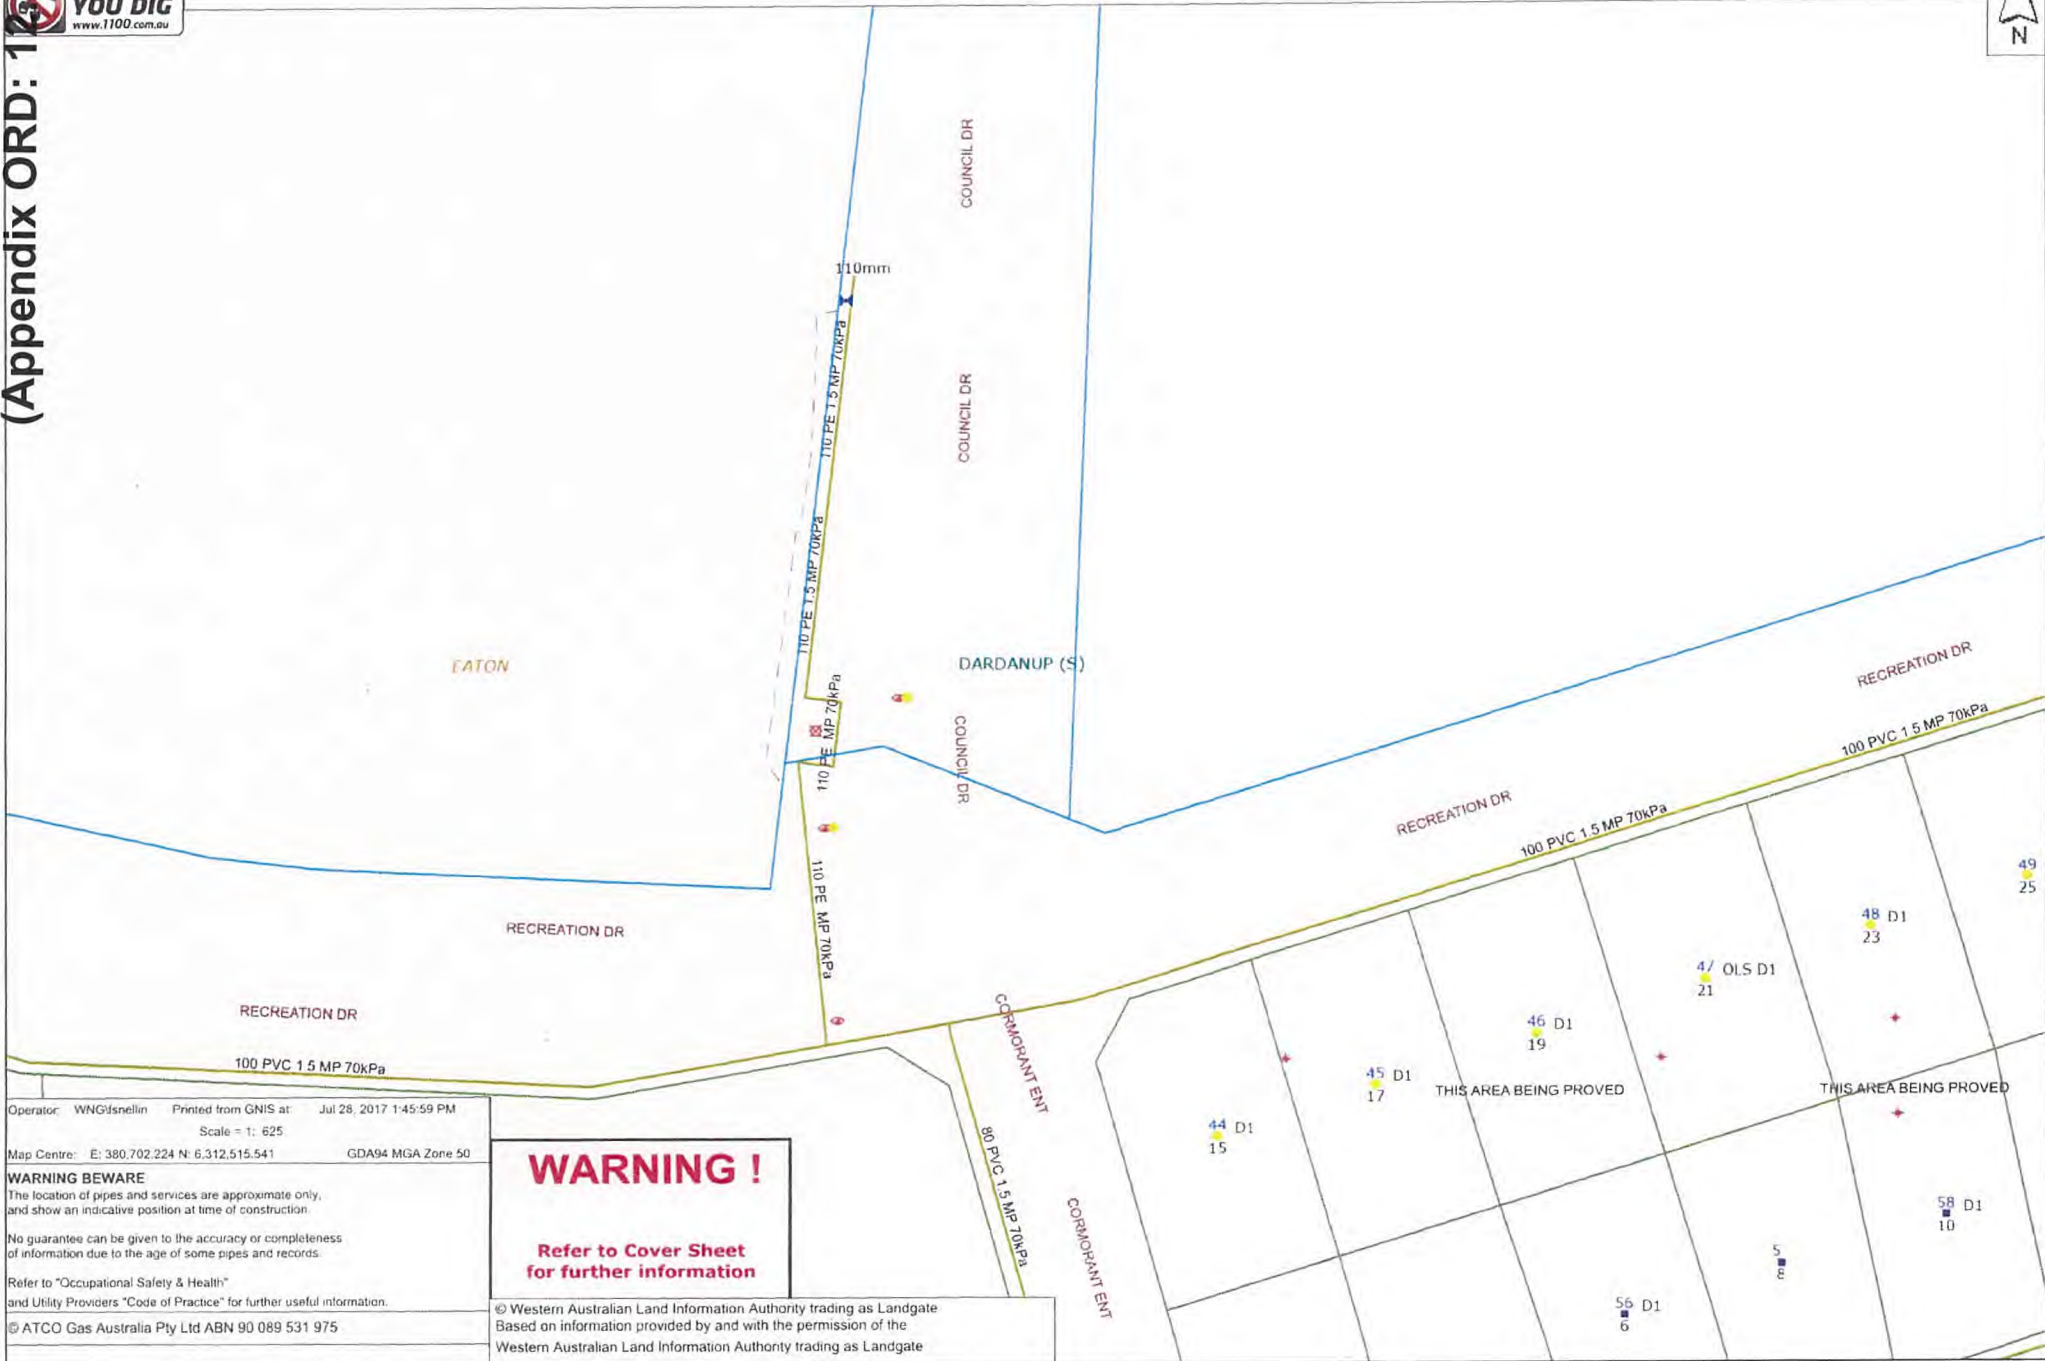 YOU DIG
www.1100.com.au
(Appendix ORD: 12
N
COUNCIL DR
110mm
110 PE 1.5 MP 70kPa
COUNCIL DR
110 PE 1.5 MP 70kPa
EATON
DARDANUP (S)
110 PE MP 70kPa
COUNCIL DR
RECREATION DR
100 PVC 1.5 MP 70kPa
RECREATION DR
100 PVC 1.5 MP 70kPa
110 PE MP 70kPa
RECREATION DR
RECREATION DR
100 PVC 1.5 MP 70kPa
49
25
48 D1
23
47 OLS D1
21
46 D1
19
45 D1
17
44 D1
15
THIS AREA BEING PROVED
THIS AREA BEING PROVED
CORMORANT ENT
80 PVC 1.5 MP 70kPa
CORMORANT ENT
58 D1
10
5
8
56 D1
6
Operator: WNG\fsnellin Printed from GNIS at: Jul 28, 2017 1:45:59 PM
Scale = 1: 625
Map Centre: E: 380,702.224 N: 6,312,515.541 GDA94 MGA Zone 50
WARNING BEWARE
The location of pipes and services are approximate only,
and show an indicative position at time of construction.
No guarantee can be given to the accuracy or completeness
of information due to the age of some pipes and records.
Refer to "Occupational Safety & Health"
and Utility Providers "Code of Practice" for further useful information.
© ATCO Gas Australia Pty Ltd ABN 90 089 531 975
WARNING !
Refer to Cover Sheet
for further information
© Western Australian Land Information Authority trading as Landgate
Based on information provided by and with the permission of the
Western Australian Land Information Authority trading as Landgate